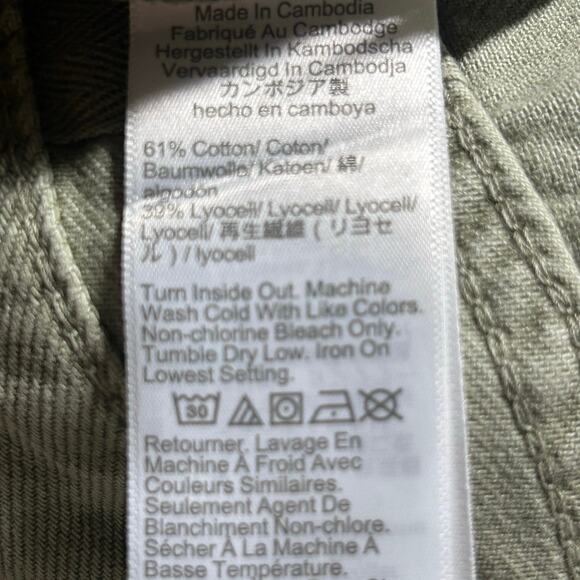 Made In Cambodia
Fabriqué Au Cambodge
Hergestellt In Kambodscha
Vervaardigd In Cambodja
カンボジア製
hecho en camboya
61% Cotton/ Coton/
Baumwolle/ Katoen/ 綿/
algodon
39% Lyocell/ Lyocell/ Lyocell/
Lyocell/ 再生繊維 ( リヨセ
ル ) / lyocell
Turn Inside Out. Machine
Wash Cold With Like Colors.
Non-chlorine Bleach Only.
Tumble Dry Low. Iron On
Lowest Setting.
30
Retourner. Lavage En
Machine À Froid Avec
Couleurs Similaires.
Seulement Agent De
Blanchiment Non-chlore.
Sécher À La Machine À
Basse Température.